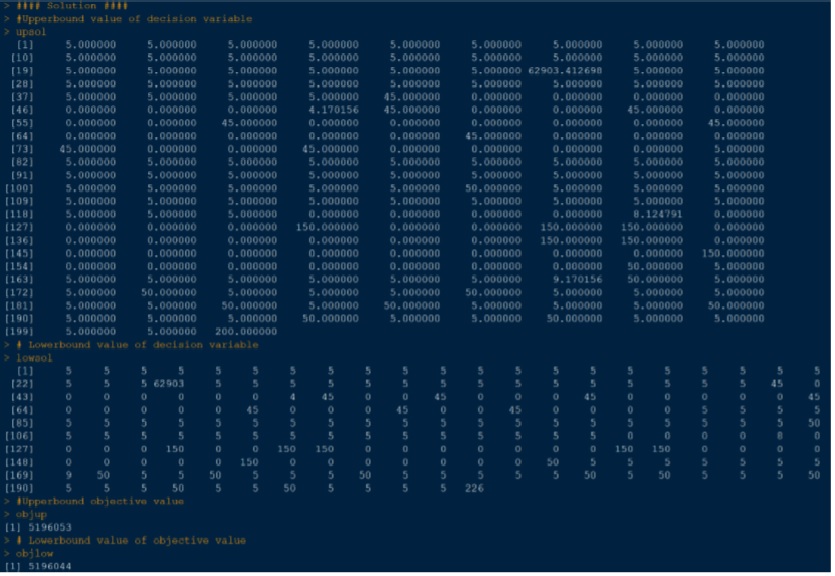 > #### Solution ####
> #Upperbound value of decision variable
> upsol
[1] 5.000000 5.000000 5.000000 5.000000 5.000000 5.000000 5.000000 5.000000 5.000000
[10] 5.000000 5.000000 5.000000 5.000000 5.000000 5.000000 5.000000 5.000000 5.000000
[19] 5.000000 5.000000 5.000000 5.000000 5.000000 5.000000 62903.412698 5.000000 5.000000
[28] 5.000000 5.000000 5.000000 5.000000 5.000000 5.000000 5.000000 5.000000 5.000000
[37] 5.000000 5.000000 5.000000 5.000000 45.000000 0.000000 0.000000 0.000000 0.000000
[46] 0.000000 0.000000 0.000000 4.170156 45.000000 0.000000 0.000000 45.000000 0.000000
[55] 0.000000 0.000000 45.000000 0.000000 0.000000 0.000000 0.000000 0.000000 45.000000
[64] 0.000000 0.000000 0.000000 0.000000 0.000000 45.000000 0.000000 0.000000 0.000000
[73] 45.000000 0.000000 0.000000 45.000000 0.000000 0.000000 0.000000 0.000000 5.000000
[82] 5.000000 5.000000 5.000000 5.000000 5.000000 5.000000 5.000000 5.000000 5.000000
[91] 5.000000 5.000000 5.000000 5.000000 5.000000 5.000000 5.000000 5.000000 5.000000
[100] 5.000000 5.000000 5.000000 5.000000 5.000000 50.000000 5.000000 5.000000 5.000000
[109] 5.000000 5.000000 5.000000 5.000000 5.000000 5.000000 5.000000 5.000000 5.000000
[118] 5.000000 5.000000 5.000000 0.000000 0.000000 0.000000 0.000000 8.124791 0.000000
[127] 0.000000 0.000000 0.000000 150.000000 0.000000 0.000000 150.000000 150.000000 0.000000
[136] 0.000000 0.000000 0.000000 0.000000 0.000000 0.000000 150.000000 150.000000 0.000000
[145] 0.000000 0.000000 0.000000 0.000000 0.000000 0.000000 0.000000 0.000000 150.000000
[154] 0.000000 0.000000 0.000000 0.000000 0.000000 0.000000 0.000000 50.000000 5.000000
[163] 5.000000 5.000000 5.000000 5.000000 5.000000 5.000000 9.170156 50.000000 5.000000
[172] 5.000000 50.000000 5.000000 5.000000 5.000000 50.000000 5.000000 5.000000 5.000000
[181] 5.000000 5.000000 50.000000 5.000000 50.000000 5.000000 5.000000 5.000000 50.000000
[190] 5.000000 5.000000 5.000000 50.000000 5.000000 5.000000 50.000000 5.000000 5.000000
[199] 5.000000 5.000000 200.000000
> # Lowerbound value of decision variable
> lowsol
[1] 5 5 5 5 5 5 5 5 5 5 5 5 5 5 5 5 5 5 5 5 5
[22] 5 5 5 62903 5 5 5 5 5 5 5 5 5 5 5 5 5 5 5 45 0
[43] 0 0 0 0 0 0 4 45 0 0 45 0 0 0 45 0 0 0 0 0 45
[64] 0 0 0 0 0 45 0 0 0 45 0 0 45 0 0 0 0 5 5 5 5
[85] 5 5 5 5 5 5 5 5 5 5 5 5 5 5 5 5 5 5 5 5 50
[106] 5 5 5 5 5 5 5 5 5 5 5 5 5 5 5 0 0 0 0 8 0
[127] 0 0 0 150 0 0 150 150 0 0 0 0 0 0 0 150 150 0 0 0 0
[148] 0 0 0 0 0 150 0 0 0 0 0 0 0 50 5 5 5 5 5 5 5
[169] 9 50 5 5 50 5 5 5 50 5 5 5 5 5 50 5 50 5 5 5 50
[190] 5 5 5 50 5 5 50 5 5 5 5 226
> #Upperbound objective value
> objup
[1] 5196053
> # Lowerbound value of objective value
> objlow
[1] 5196044